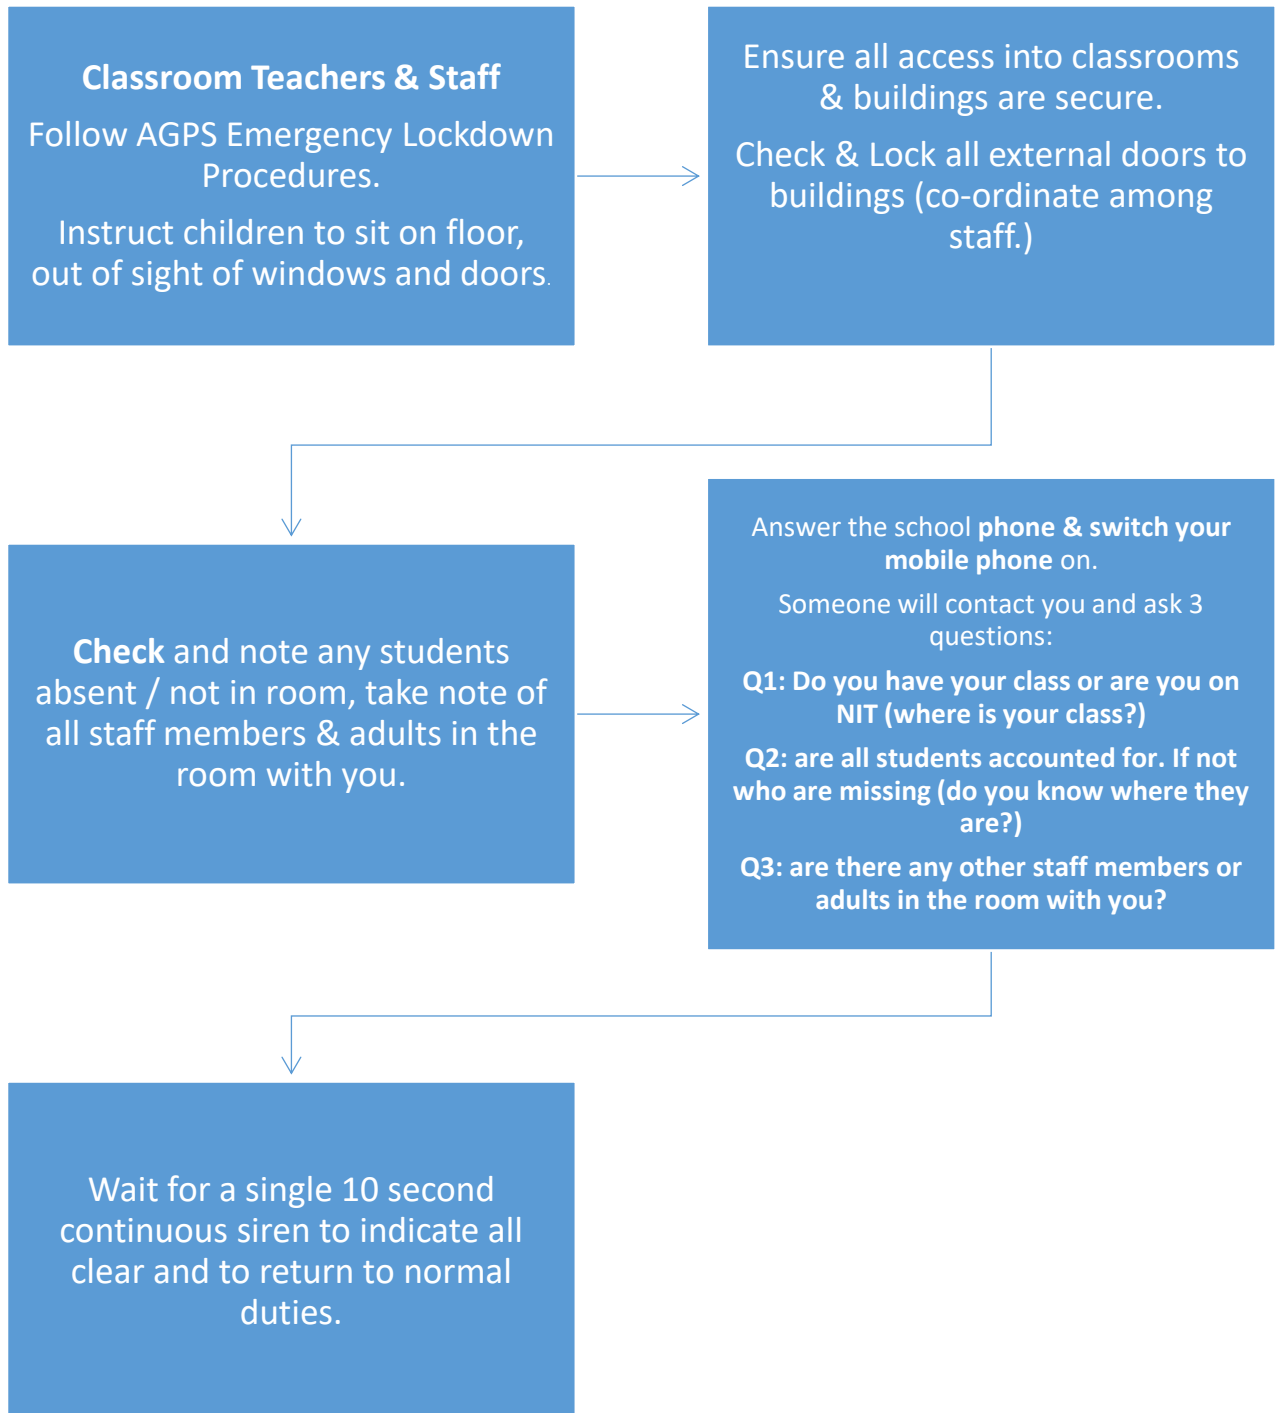 Classroom Teachers & Staff
Follow AGPS Emergency Lockdown
Procedures.
Instruct children to sit on floor,
out of sight of windows and doors.
Ensure all access into classrooms
& buildings are secure.
Check & Lock all external doors to
buildings (co-ordinate among
staff.)
Check and note any students
absent / not in room, take note of
all staff members & adults in the
room with you.
Answer the school phone & switch your
mobile phone on.
Someone will contact you and ask 3
questions:
Q1: Do you have your class or are you on
NIT (where is your class?)
Q2: are all students accounted for. If not
who are missing (do you know where they
are?)
Q3: are there any other staff members or
adults in the room with you?
Wait for a single 10 second
continuous siren to indicate all
clear and to return to normal
duties.